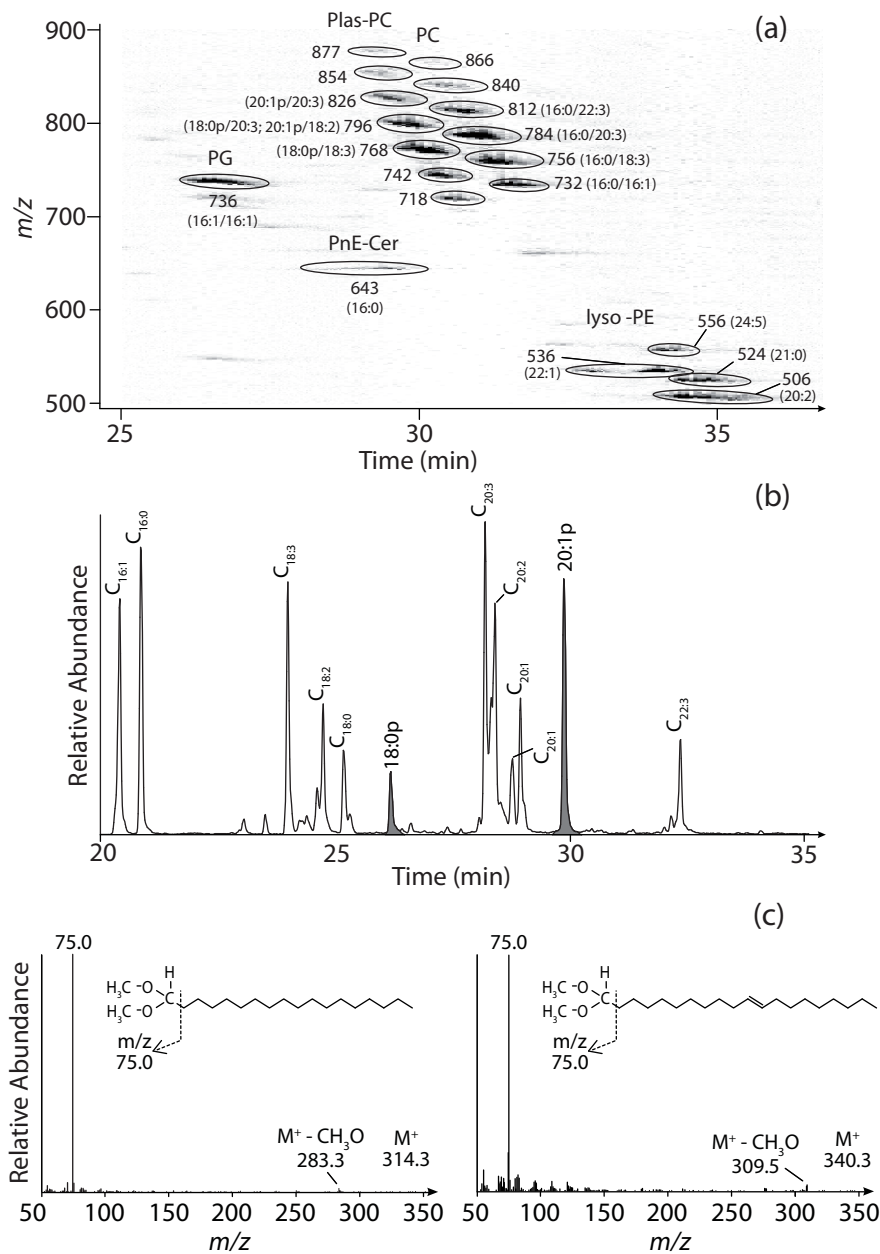 (a)
Plas-PC
PC
877
866
854
840
(20:1p/20:3) 826
812 (16:0/22:3)
(18:0p/20:3; 20:1p/18:2) 796
784 (16:0/20:3)
(18:0p/18:3) 768
756 (16:0/18:3)
742
732 (16:0/16:1)
718
PG
736
(16:1/16:1)
PnE-Cer
643
(16:0)
lyso -PE
556 (24:5)
536
(22:1)
524 (21:0)
506
(20:2)
900
800
700
600
500
m/z
25 30 35
Time (min)
(b)
Relative Abundance
C16:1
C16:0
C18:3
C18:2
C18:0
18:0p
C20:3
C20:2
C20:1
C20:1
20:1p
C22:3
20 25 30 35
Time (min)
(c)
Relative Abundance
75.0
H
H3C -O
C
H3C -O
m/z
75.0
M+ - CH3O
283.3
M+
314.3
50 100 150 200 250 300 350
m/z
75.0
H
H3C -O
C
H3C -O
m/z
75.0
M+ - CH3O
309.5
M+
340.3
50 100 150 200 250 300 350
m/z